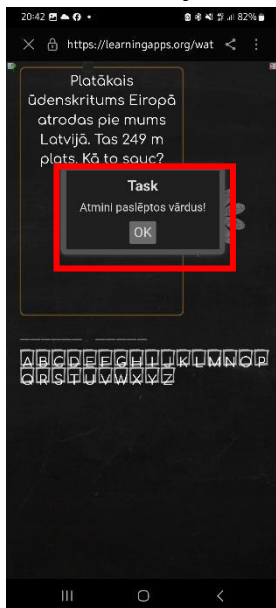 20:42 82%
https://learningapps.org/wat
Platākais
ūdenskritums Eiropā
atrodas pie mums
Latvijā. Tas 249 m
plats. Kā to sauc?
Task
Atmini paslēptos vārdus!
OK
A B C D E F G H I J K L M N O P
Q R S T U V W X Y Z